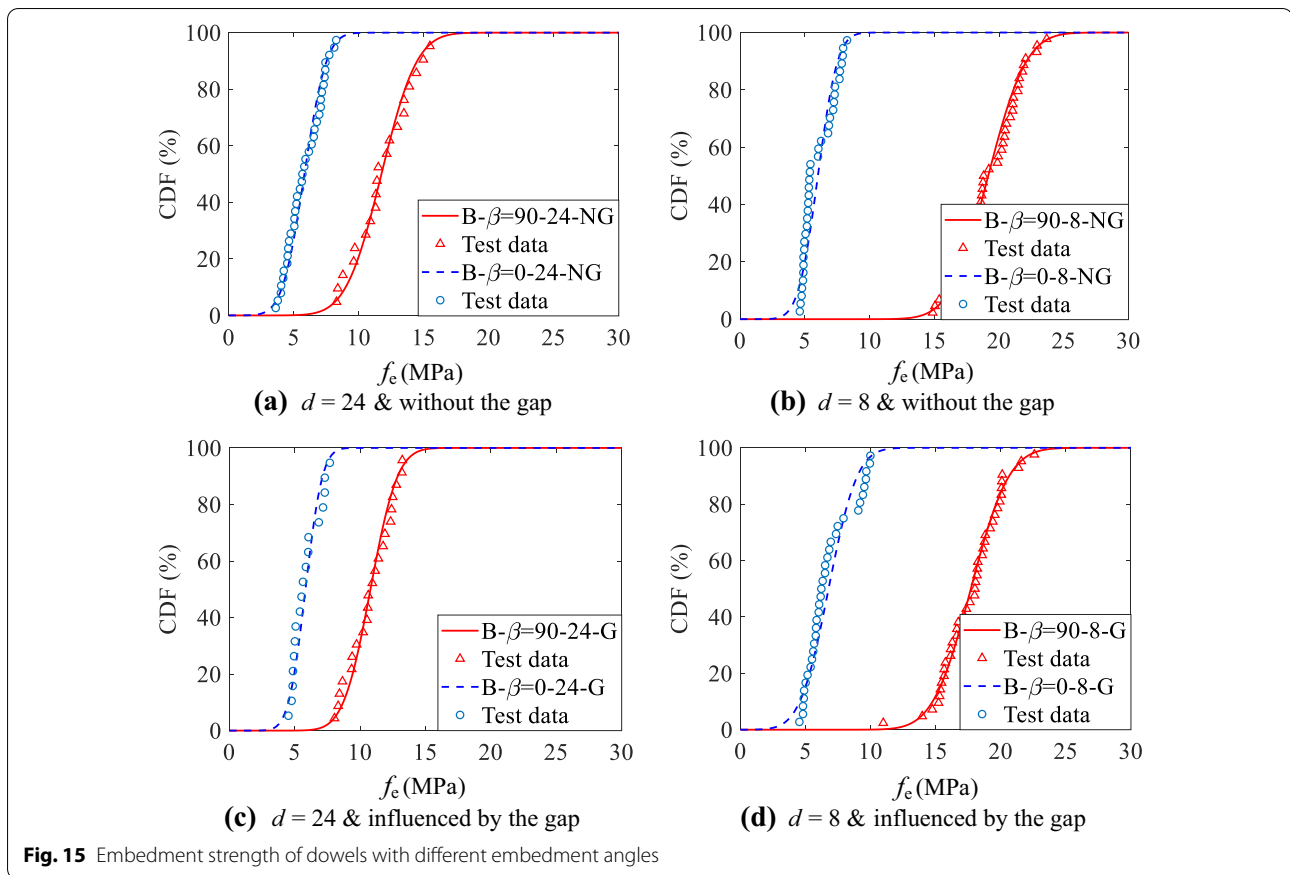 100
80
60
40
20
0
CDF (%)
B-β=90-24-NG
Test data
B-β=0-24-NG
Test data
0 5 10 15 20 25 30
fe (MPa)
(a) d = 24 & without the gap
100
80
60
40
20
0
CDF (%)
B-β=90-8-NG
Test data
B-β=0-8-NG
Test data
0 5 10 15 20 25 30
fe (MPa)
(b) d = 8 & without the gap
100
80
60
40
20
0
CDF (%)
B-β=90-24-G
Test data
B-β=0-24-G
Test data
0 5 10 15 20 25 30
fe (MPa)
(c) d = 24 & influenced by the gap
100
80
60
40
20
0
CDF (%)
B-β=90-8-G
Test data
B-β=0-8-G
Test data
0 5 10 15 20 25 30
fe (MPa)
(d) d = 8 & influenced by the gap
Fig. 15 Embedment strength of dowels with different embedment angles